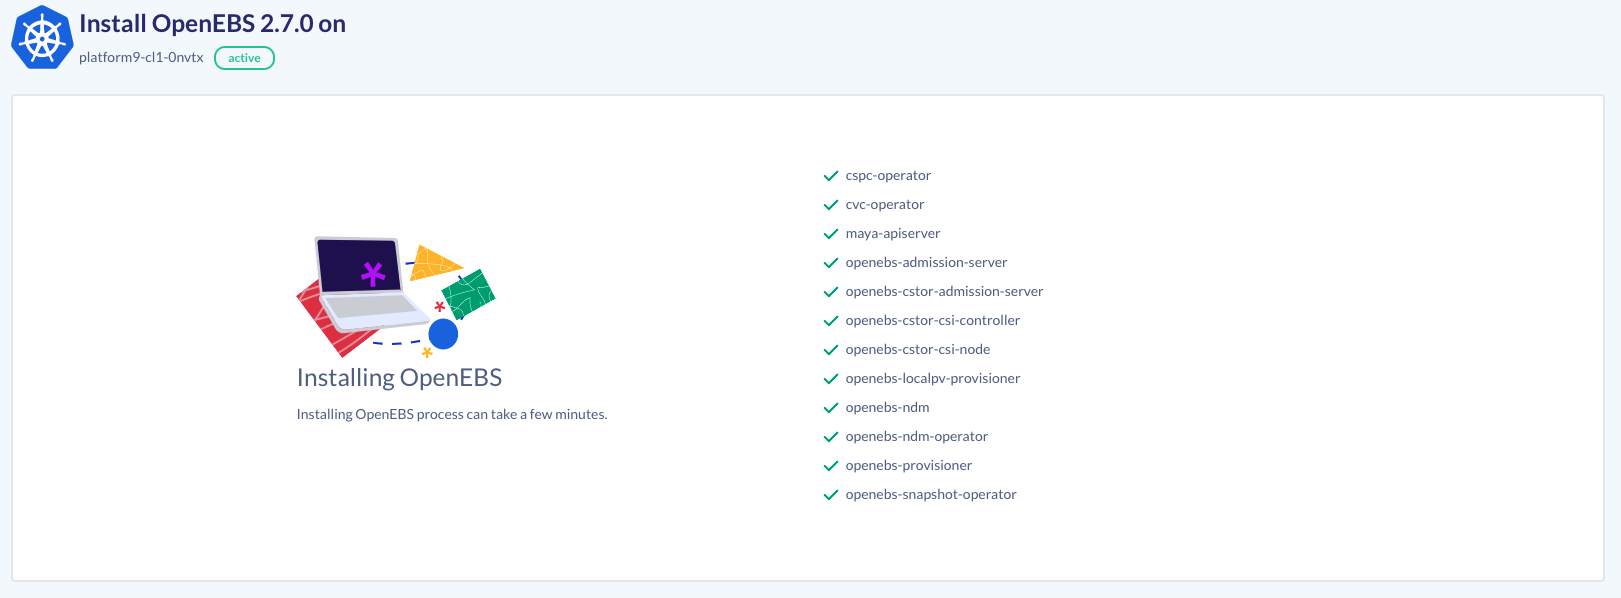 Install OpenEBS 2.7.0 on
platform9-cl1-0nvtx active
Installing OpenEBS
Installing OpenEBS process can take a few minutes.
cspc-operator
cvc-operator
maya-apiserver
openebs-admission-server
openebs-cstor-admission-server
openebs-cstor-csi-controller
openebs-cstor-csi-node
openebs-localpv-provisioner
openebs-ndm
openebs-ndm-operator
openebs-provisioner
openebs-snapshot-operator